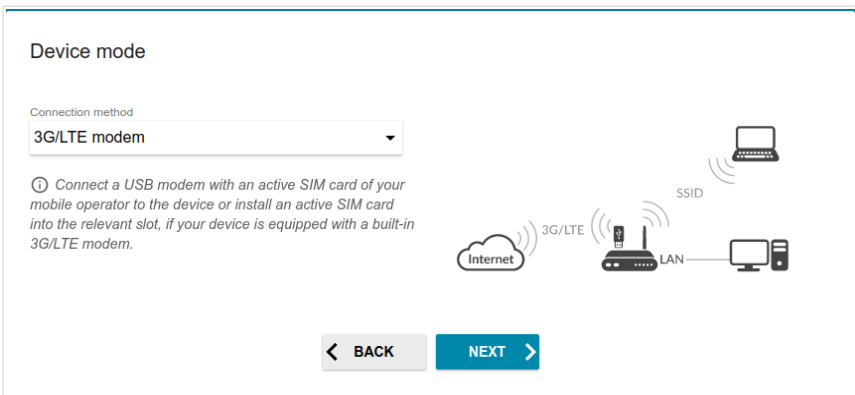 Device mode
Connection method
3G/LTE modem
Connect a USB modem with an active SIM card of your
mobile operator to the device or install an active SIM card
into the relevant slot, if your device is equipped with a built-in
3G/LTE modem.
SSID
3G/LTE
Internet
LAN
BACK
NEXT